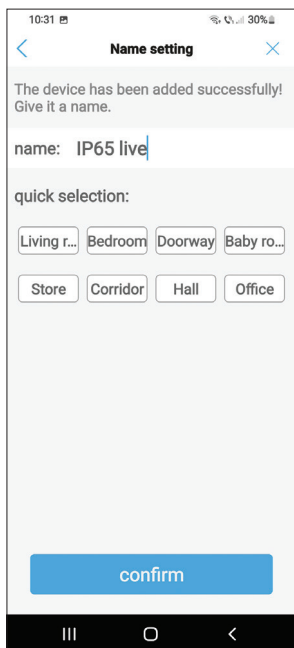 10:31 30%
Name setting
The device has been added successfully!
Give it a name.
name: IP65 live
quick selection:
Living r... Bedroom Doorway Baby ro...
Store Corridor Hall Office
confirm